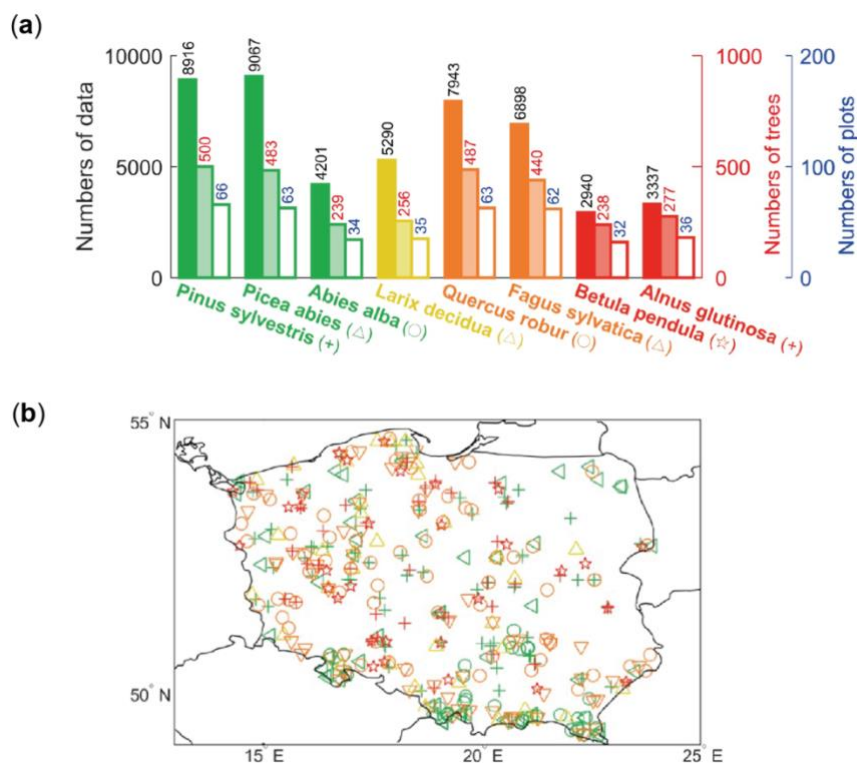 (a)
10000
5000
0
Numbers of data
8916
500
66
9067
483
63
4201
239
34
5290
256
35
7943
487
63
6898
440
62
2940
238
32
3337
277
36
1000
500
0
Numbers of trees
200
100
0
Numbers of plots
Pinus sylvestris (+)
Picea abies (△)
Abies alba (○)
Larix decidua (△)
Quercus robur (○)
Fagus sylvatica (△)
Betula pendula (☆)
Alnus glutinosa (+)
(b)
55° N
50° N
15° E
20° E
25° E